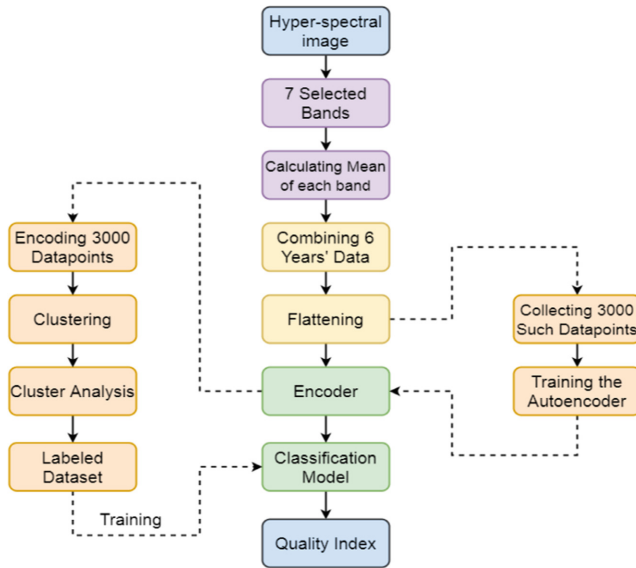 Hyper-spectral
image
7 Selected
Bands
Calculating Mean
of each band
Combining 6
Years' Data
Flattening
Encoder
Classification
Model
Quality Index
Encoding 3000
Datapoints
Clustering
Cluster Analysis
Labeled
Dataset
Training
Collecting 3000
Such Datapoints
Training the
Autoencoder